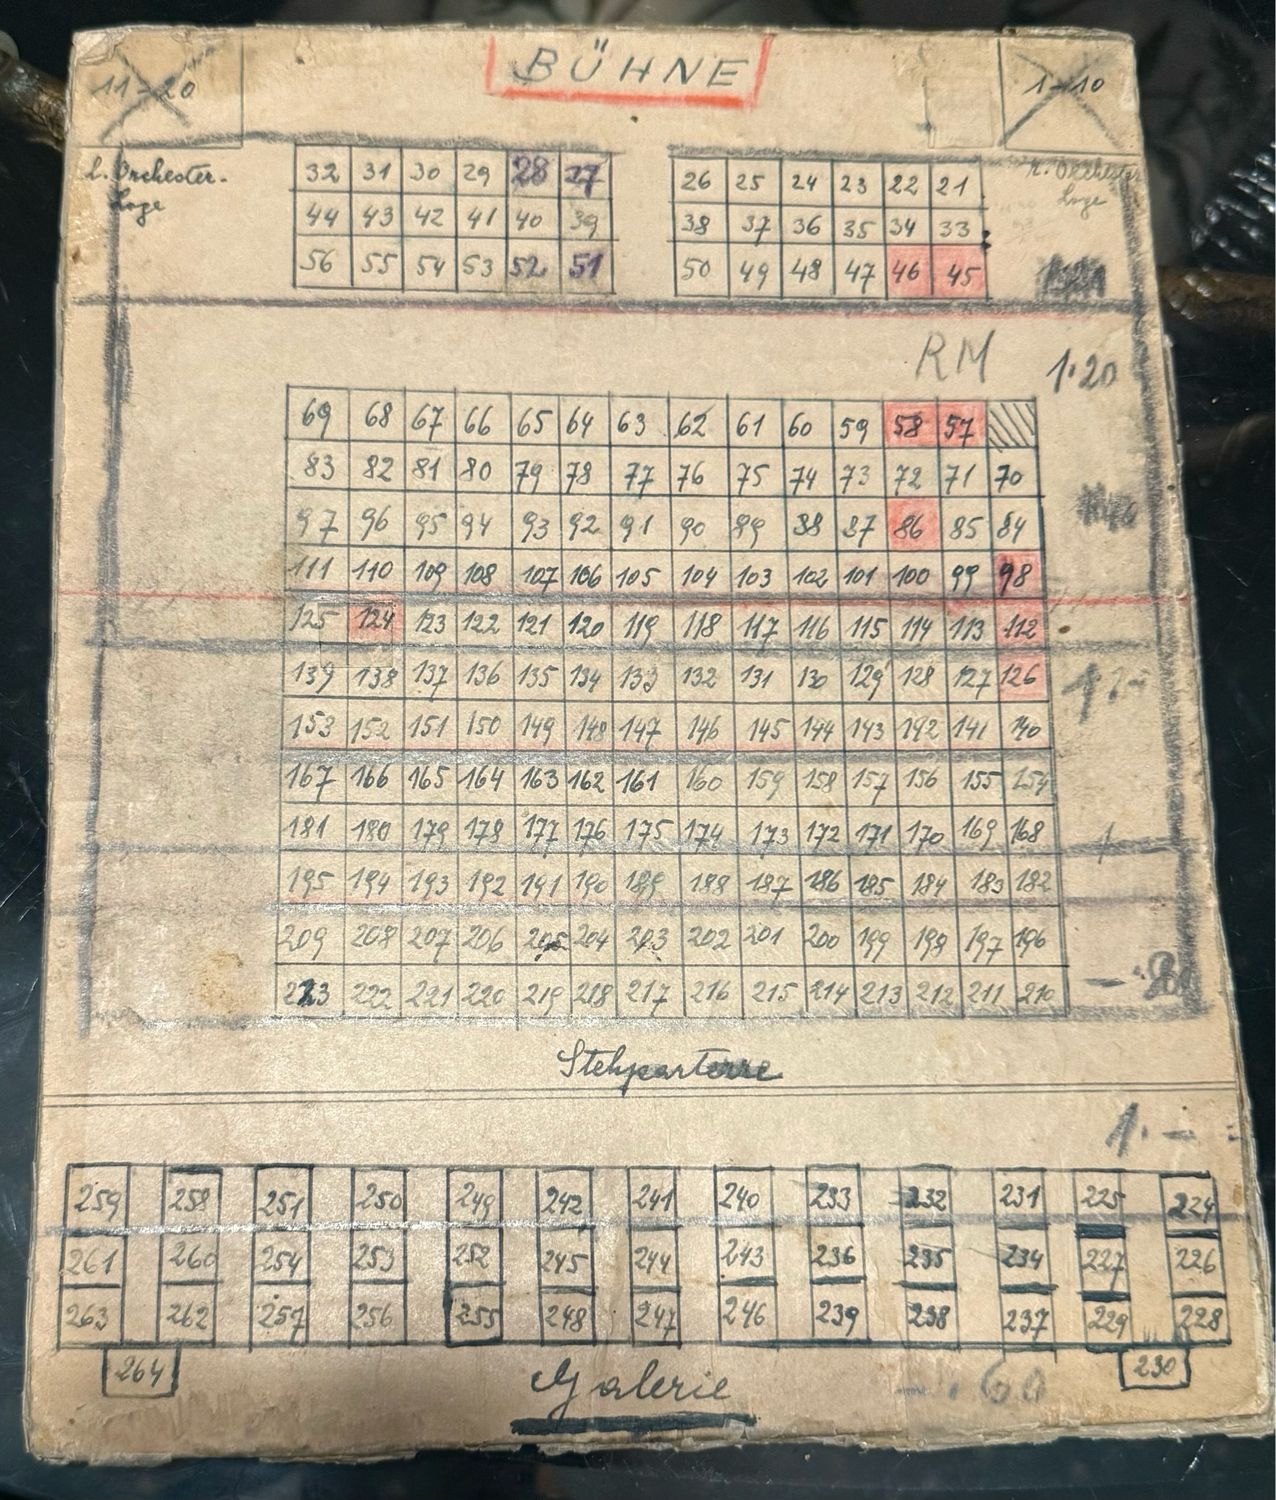 BÜHNE
11-20
1-10
l. Orchester-
Loge
r. Orchester
Loge
32 31 30 29 28 27 26 25 24 23 22 21
44 43 42 41 40 39 38 37 36 35 34 33
56 55 54 53 52 51 50 49 48 47 46 45
RM 1.20
69 68 67 66 65 64 63 62 61 60 59 58 57
83 82 81 80 79 78 77 76 75 74 73 72 71 70
97 96 95 94 93 92 91 90 89 88 87 86 85 84
111 110 109 108 107 106 105 104 103 102 101 100 99 98
125 124 123 122 121 120 119 118 117 116 115 114 113 112
139 138 137 136 135 134 133 132 131 130 129 128 127 126
153 152 151 150 149 148 147 146 145 144 143 142 141 140
167 166 165 164 163 162 161 160 159 158 157 156 155 154
181 180 179 178 177 176 175 174 173 172 171 170 169 168
195 194 193 192 191 190 189 188 187 186 185 184 183 182
209 208 207 206 205 204 203 202 201 200 199 198 197 196
223 222 221 220 219 218 217 216 215 214 213 212 211 210
Stehparterre
1.-
259 258 251 250 249 242 241 240 233 232 231 225 224
261 260 254 253 252 245 244 243 236 235 234 227 226
263 262 257 256 255 248 247 246 239 238 237 229 228
264 230
Galerie -.60